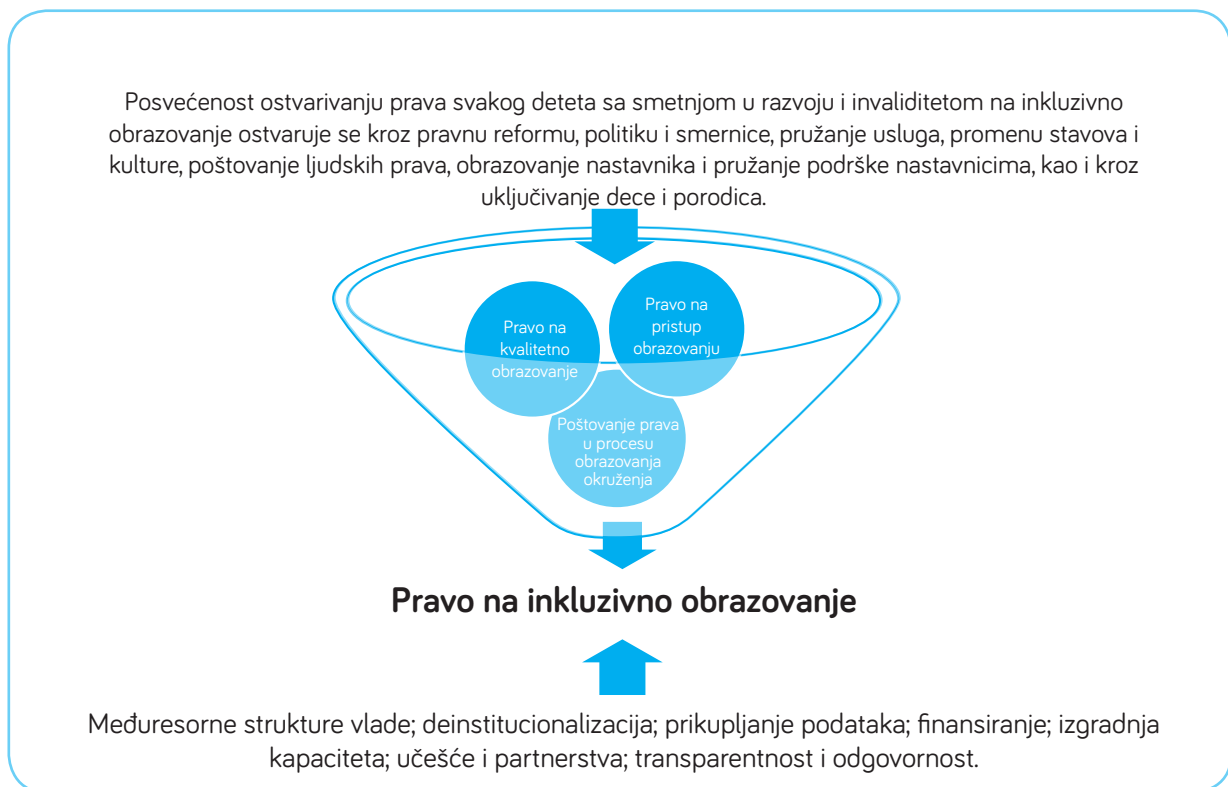 Posvećenost ostvarivanju prava svakog deteta sa smetnjom u razvoju i invaliditetom na inkluzivno
obrazovanje ostvaruje se kroz pravnu reformu, politiku i smernice, pružanje usluga, promenu stavova i
kulture, poštovanje ljudskih prava, obrazovanje nastavnika i pružanje podrške nastavnicima, kao i kroz
uključivanje dece i porodica.
Pravo na
kvalitetno
obrazovanje
Pravo na
pristup
obrazovanju
Poštovanje prava
u procesu
obrazovanja
okruženja
Pravo na inkluzivno obrazovanje
Međuresorne strukture vlade; deinstitucionalizacija; prikupljanje podataka; finansiranje; izgradnja
kapaciteta; učešće i partnerstva; transparentnost i odgovornost.